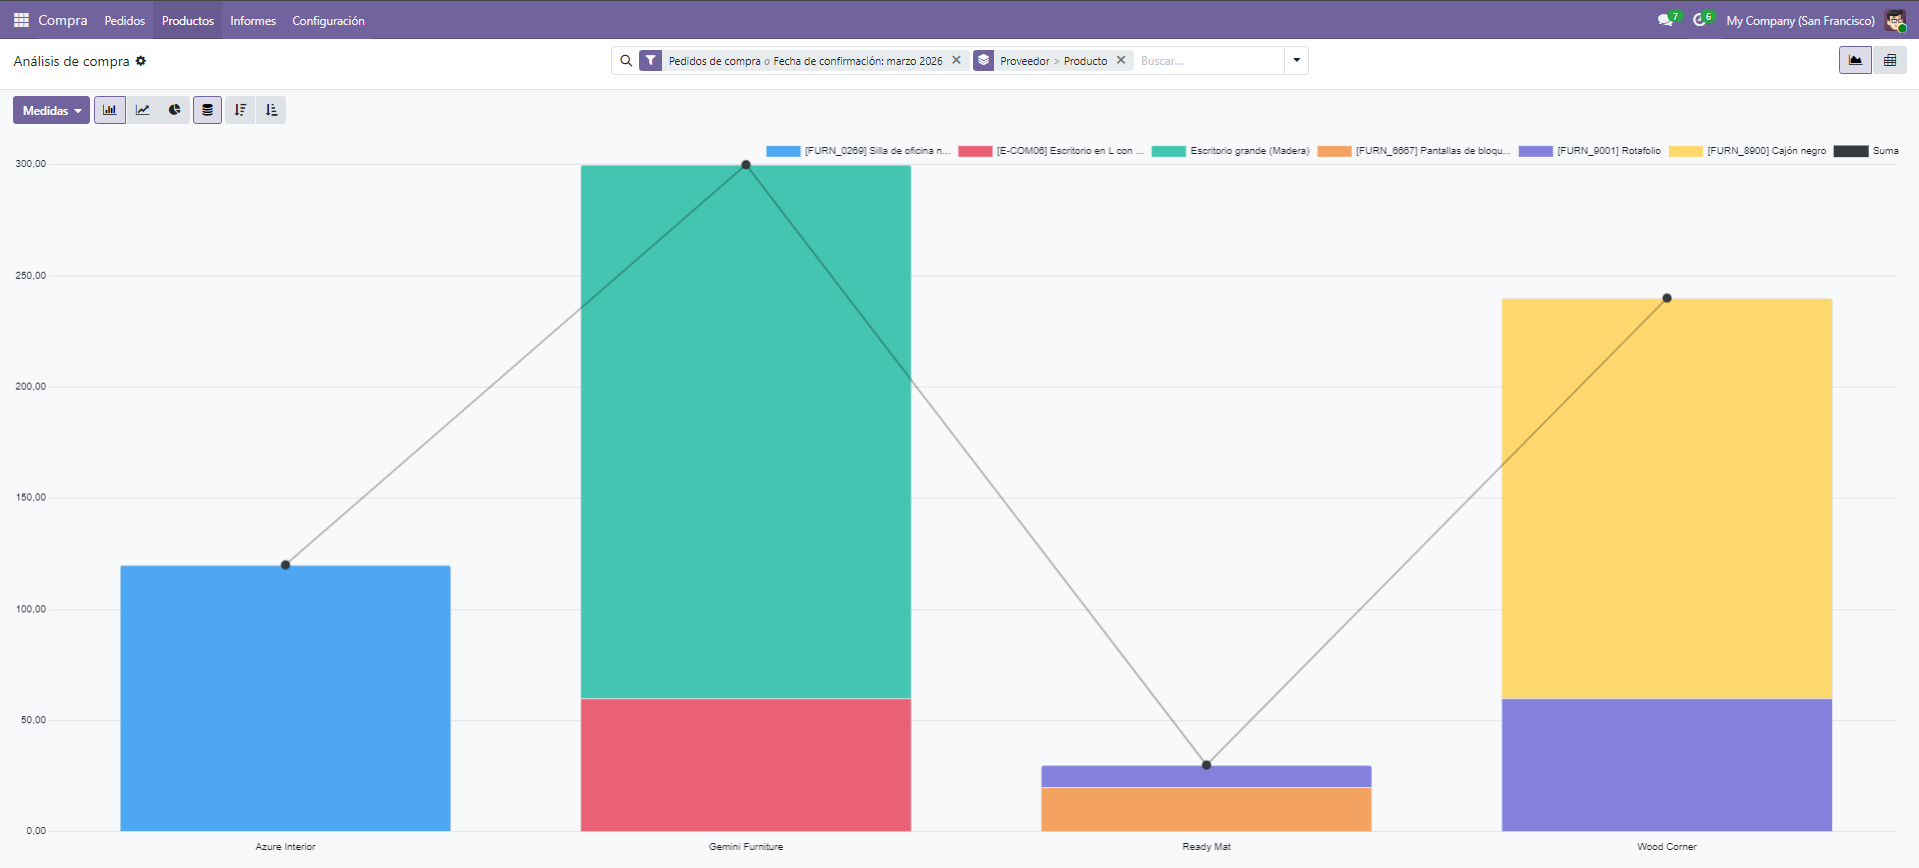 Compra Pedidos Productos Informes Configuración 7 6 My Company (San Francisco)
Análisis de compra Pedidos de compra o Fecha de confirmación: marzo 2026 Proveedor > Producto Buscar...
Medidas
[FURN_0269] Silla de oficina n... [E-COM06] Escritorio en L con ... Escritorio grande (Madera) [FURN_6667] Pantallas de bloqu... [FURN_9001] Rotafolio [FURN_8900] Cajón negro Suma
300,00
250,00
200,00
150,00
100,00
50,00
0,00
Azure Interior Gemini Furniture Ready Mat Wood Corner